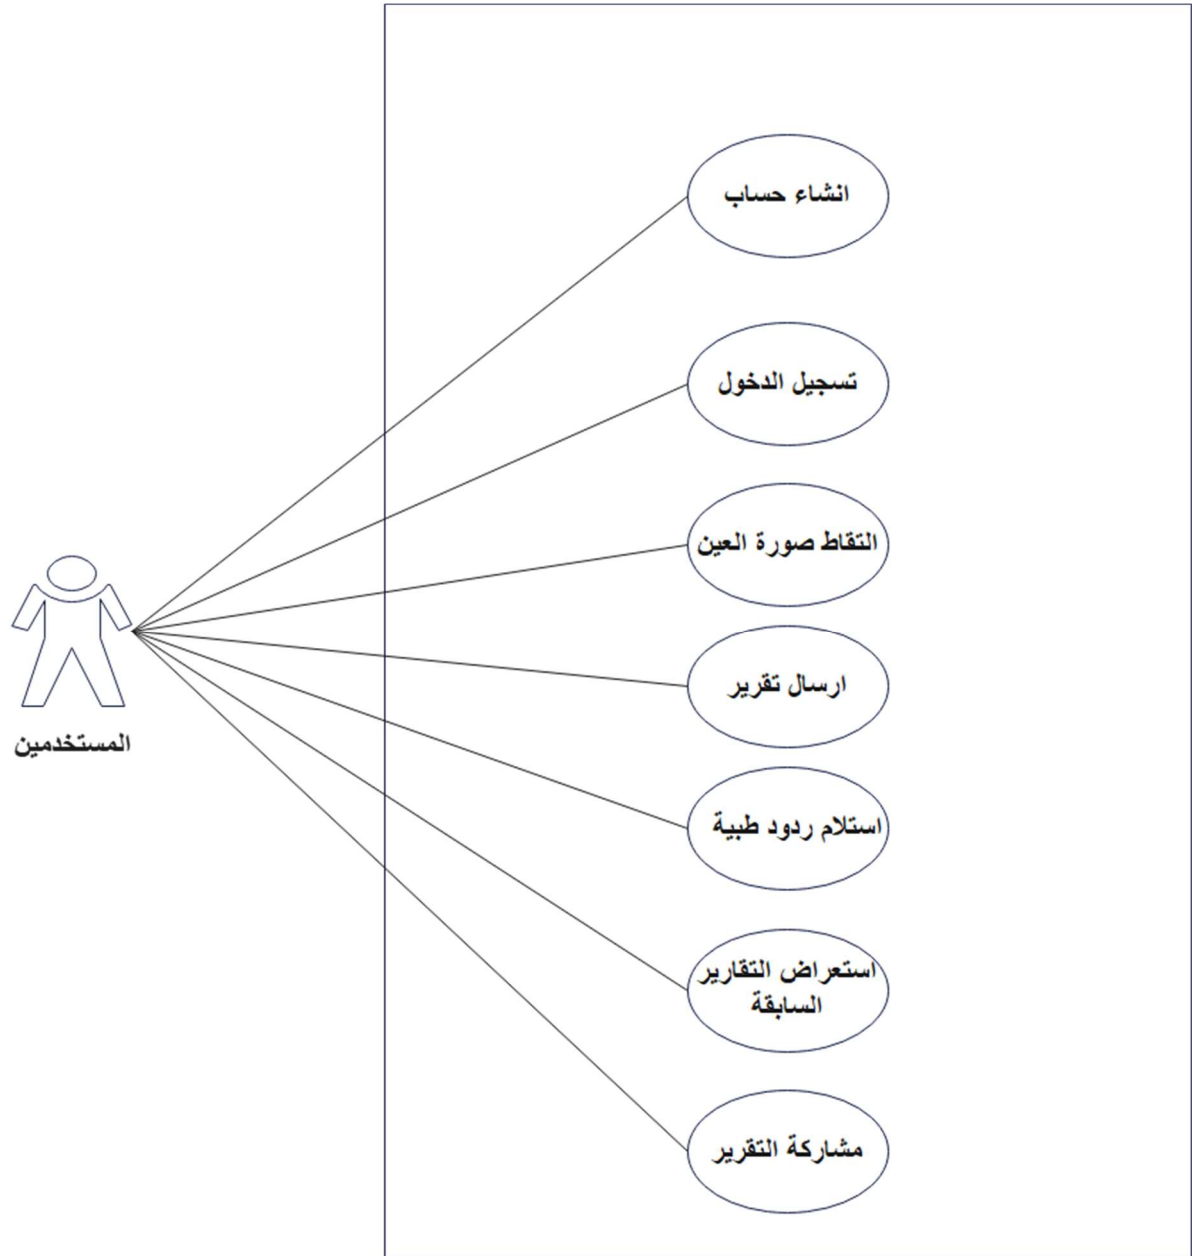 انشاء حساب
تسجيل الدخول
التقاط صورة العين
ارسال تقرير
المستخدمين
استلام ردود طبية
استعراض التقارير
السابقة
مشاركة التقرير